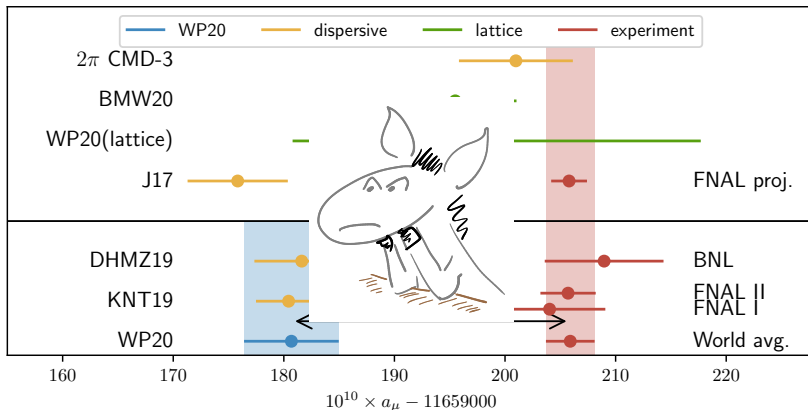 WP20 dispersive lattice experiment
2π CMD-3
BMW20
WP20(lattice)
J17 FNAL proj.
DHMZ19 BNL
FNAL II
KNT19 FNAL I
WP20 World avg.
160 170 180 190 200 210 220
10¹⁰ × aμ − 11659000